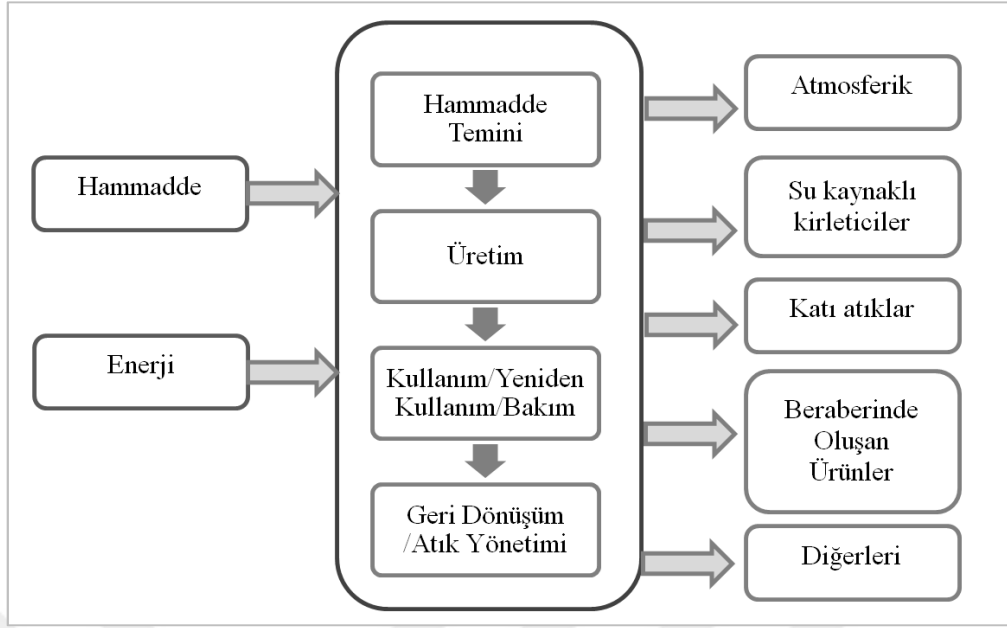 Hammadde
Enerji
Hammadde
Temini
Üretim
Kullanım/Yeniden
Kullanım/Bakım
Geri Dönüşüm
/Atık Yönetimi
Atmosferik
Su kaynaklı
kirleticiler
Katı atıklar
Beraberinde
Oluşan
Ürünler
Diğerleri